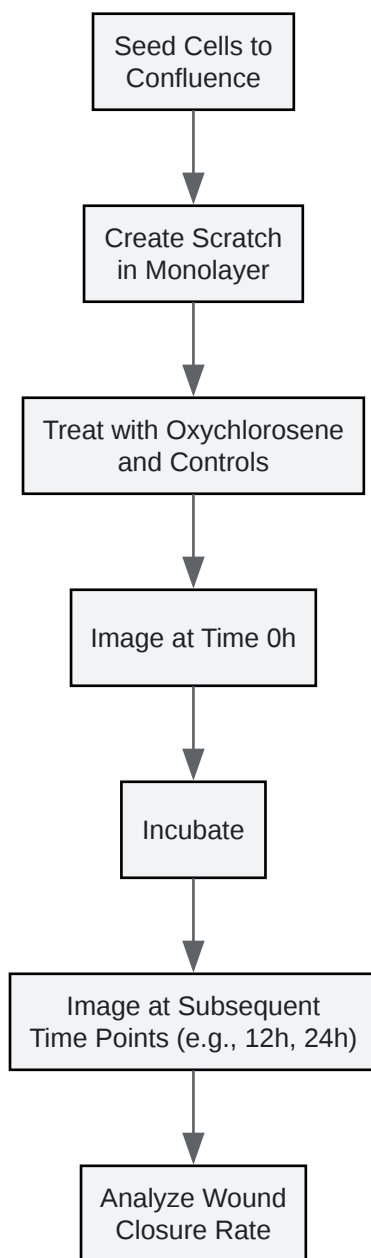 Seed Cells to
Confluence
Create Scratch
in Monolayer
Treat with Oxychlorosene
and Controls
Image at Time 0h
Incubate
Image at Subsequent
Time Points (e.g., 12h, 24h)
Analyze Wound
Closure Rate